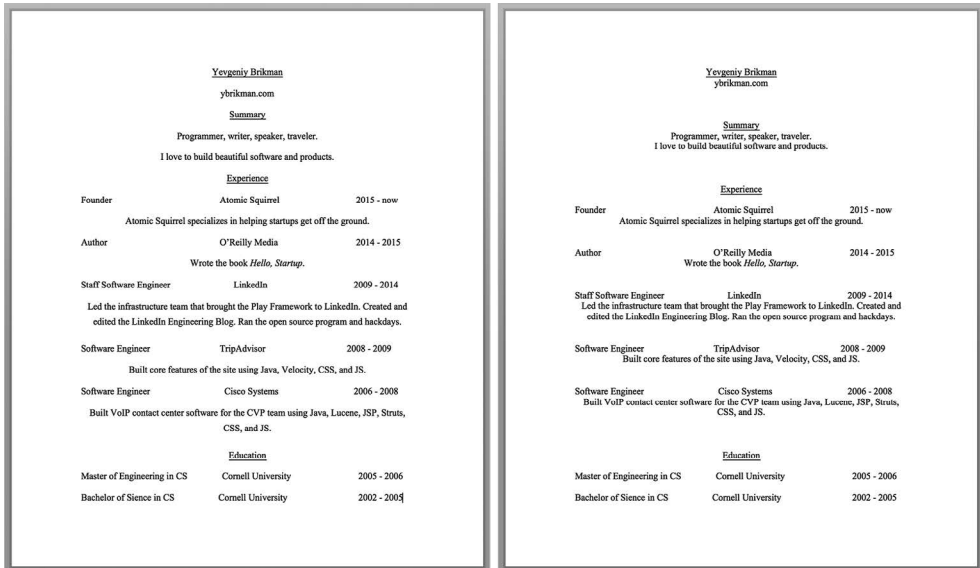 Yevgeniy Brikman
ybrikman.com
Summary
Programmer, writer, speaker, traveler.
I love to build beautiful software and products.
Experience
Founder Atomic Squirrel 2015 - now
Atomic Squirrel specializes in helping startups get off the ground.
Author O'Reilly Media 2014 - 2015
Wrote the book Hello, Startup.
Staff Software Engineer LinkedIn 2009 - 2014
Led the infrastructure team that brought the Play Framework to LinkedIn. Created and
edited the LinkedIn Engineering Blog. Ran the open source program and hackdays.
Software Engineer TripAdvisor 2008 - 2009
Built core features of the site using Java, Velocity, CSS, and JS.
Software Engineer Cisco Systems 2006 - 2008
Built VoIP contact center software for the CVP team using Java, Lucene, JSP, Struts,
CSS, and JS.
Education
Master of Engineering in CS Cornell University 2005 - 2006
Bachelor of Sience in CS Cornell University 2002 - 2005
Yevgeniy Brikman
ybrikman.com
Summary
Programmer, writer, speaker, traveler.
I love to build beautiful software and products.
Experience
Founder Atomic Squirrel 2015 - now
Atomic Squirrel specializes in helping startups get off the ground.
Author O'Reilly Media 2014 - 2015
Wrote the book Hello, Startup.
Staff Software Engineer LinkedIn 2009 - 2014
Led the infrastructure team that brought the Play Framework to LinkedIn. Created and
edited the LinkedIn Engineering Blog. Ran the open source program and hackdays.
Software Engineer TripAdvisor 2008 - 2009
Built core features of the site using Java, Velocity, CSS, and JS.
Software Engineer Cisco Systems 2006 - 2008
Built VoIP contact center software for the CVP team using Java, Lucene, JSP, Struts,
CSS, and JS.
Education
Master of Engineering in CS Cornell University 2005 - 2006
Bachelor of Sience in CS Cornell University 2002 - 2005